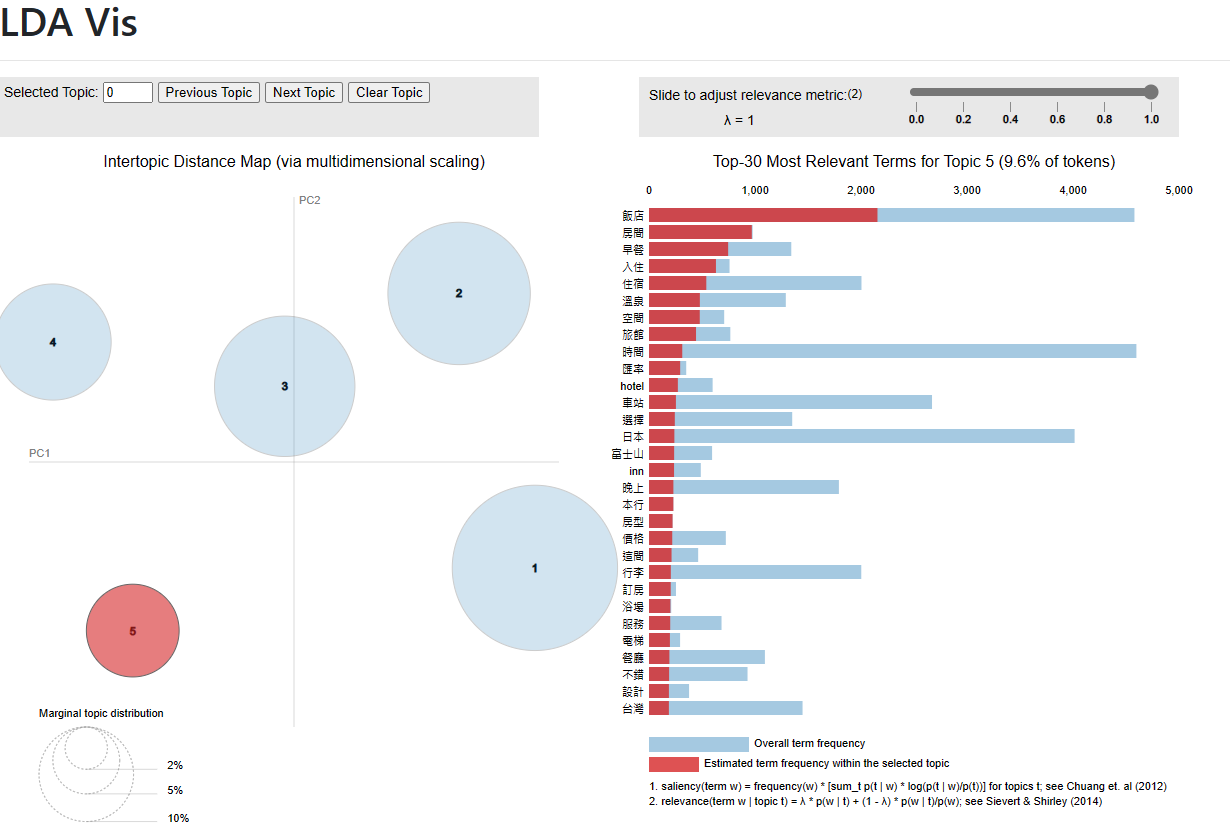 LDA Vis
Selected Topic: 0 Previous Topic Next Topic Clear Topic
Slide to adjust relevance metric:(2)
λ = 1
0.0 0.2 0.4 0.6 0.8 1.0
Intertopic Distance Map (via multidimensional scaling)
PC2
2
4
3
PC1
1
5
Marginal topic distribution
2%
5%
10%
Top-30 Most Relevant Terms for Topic 5 (9.6% of tokens)
0 1,000 2,000 3,000 4,000 5,000
飯店
房間
早餐
入住
住宿
溫泉
空間
旅館
時間
匯率
hotel
車站
選擇
日本
富士山
inn
晚上
本行
房型
價格
這間
行李
訂房
浴場
服務
電梯
餐廳
不錯
設計
台灣
Overall term frequency
Estimated term frequency within the selected topic
1. saliency(term w) = frequency(w) * [sum_t p(t | w) * log(p(t | w)/p(t))] for topics t; see Chuang et. al (2012)
2. relevance(term w | topic t) = λ * p(w | t) + (1 - λ) * p(w | t)/p(w); see Sievert & Shirley (2014)